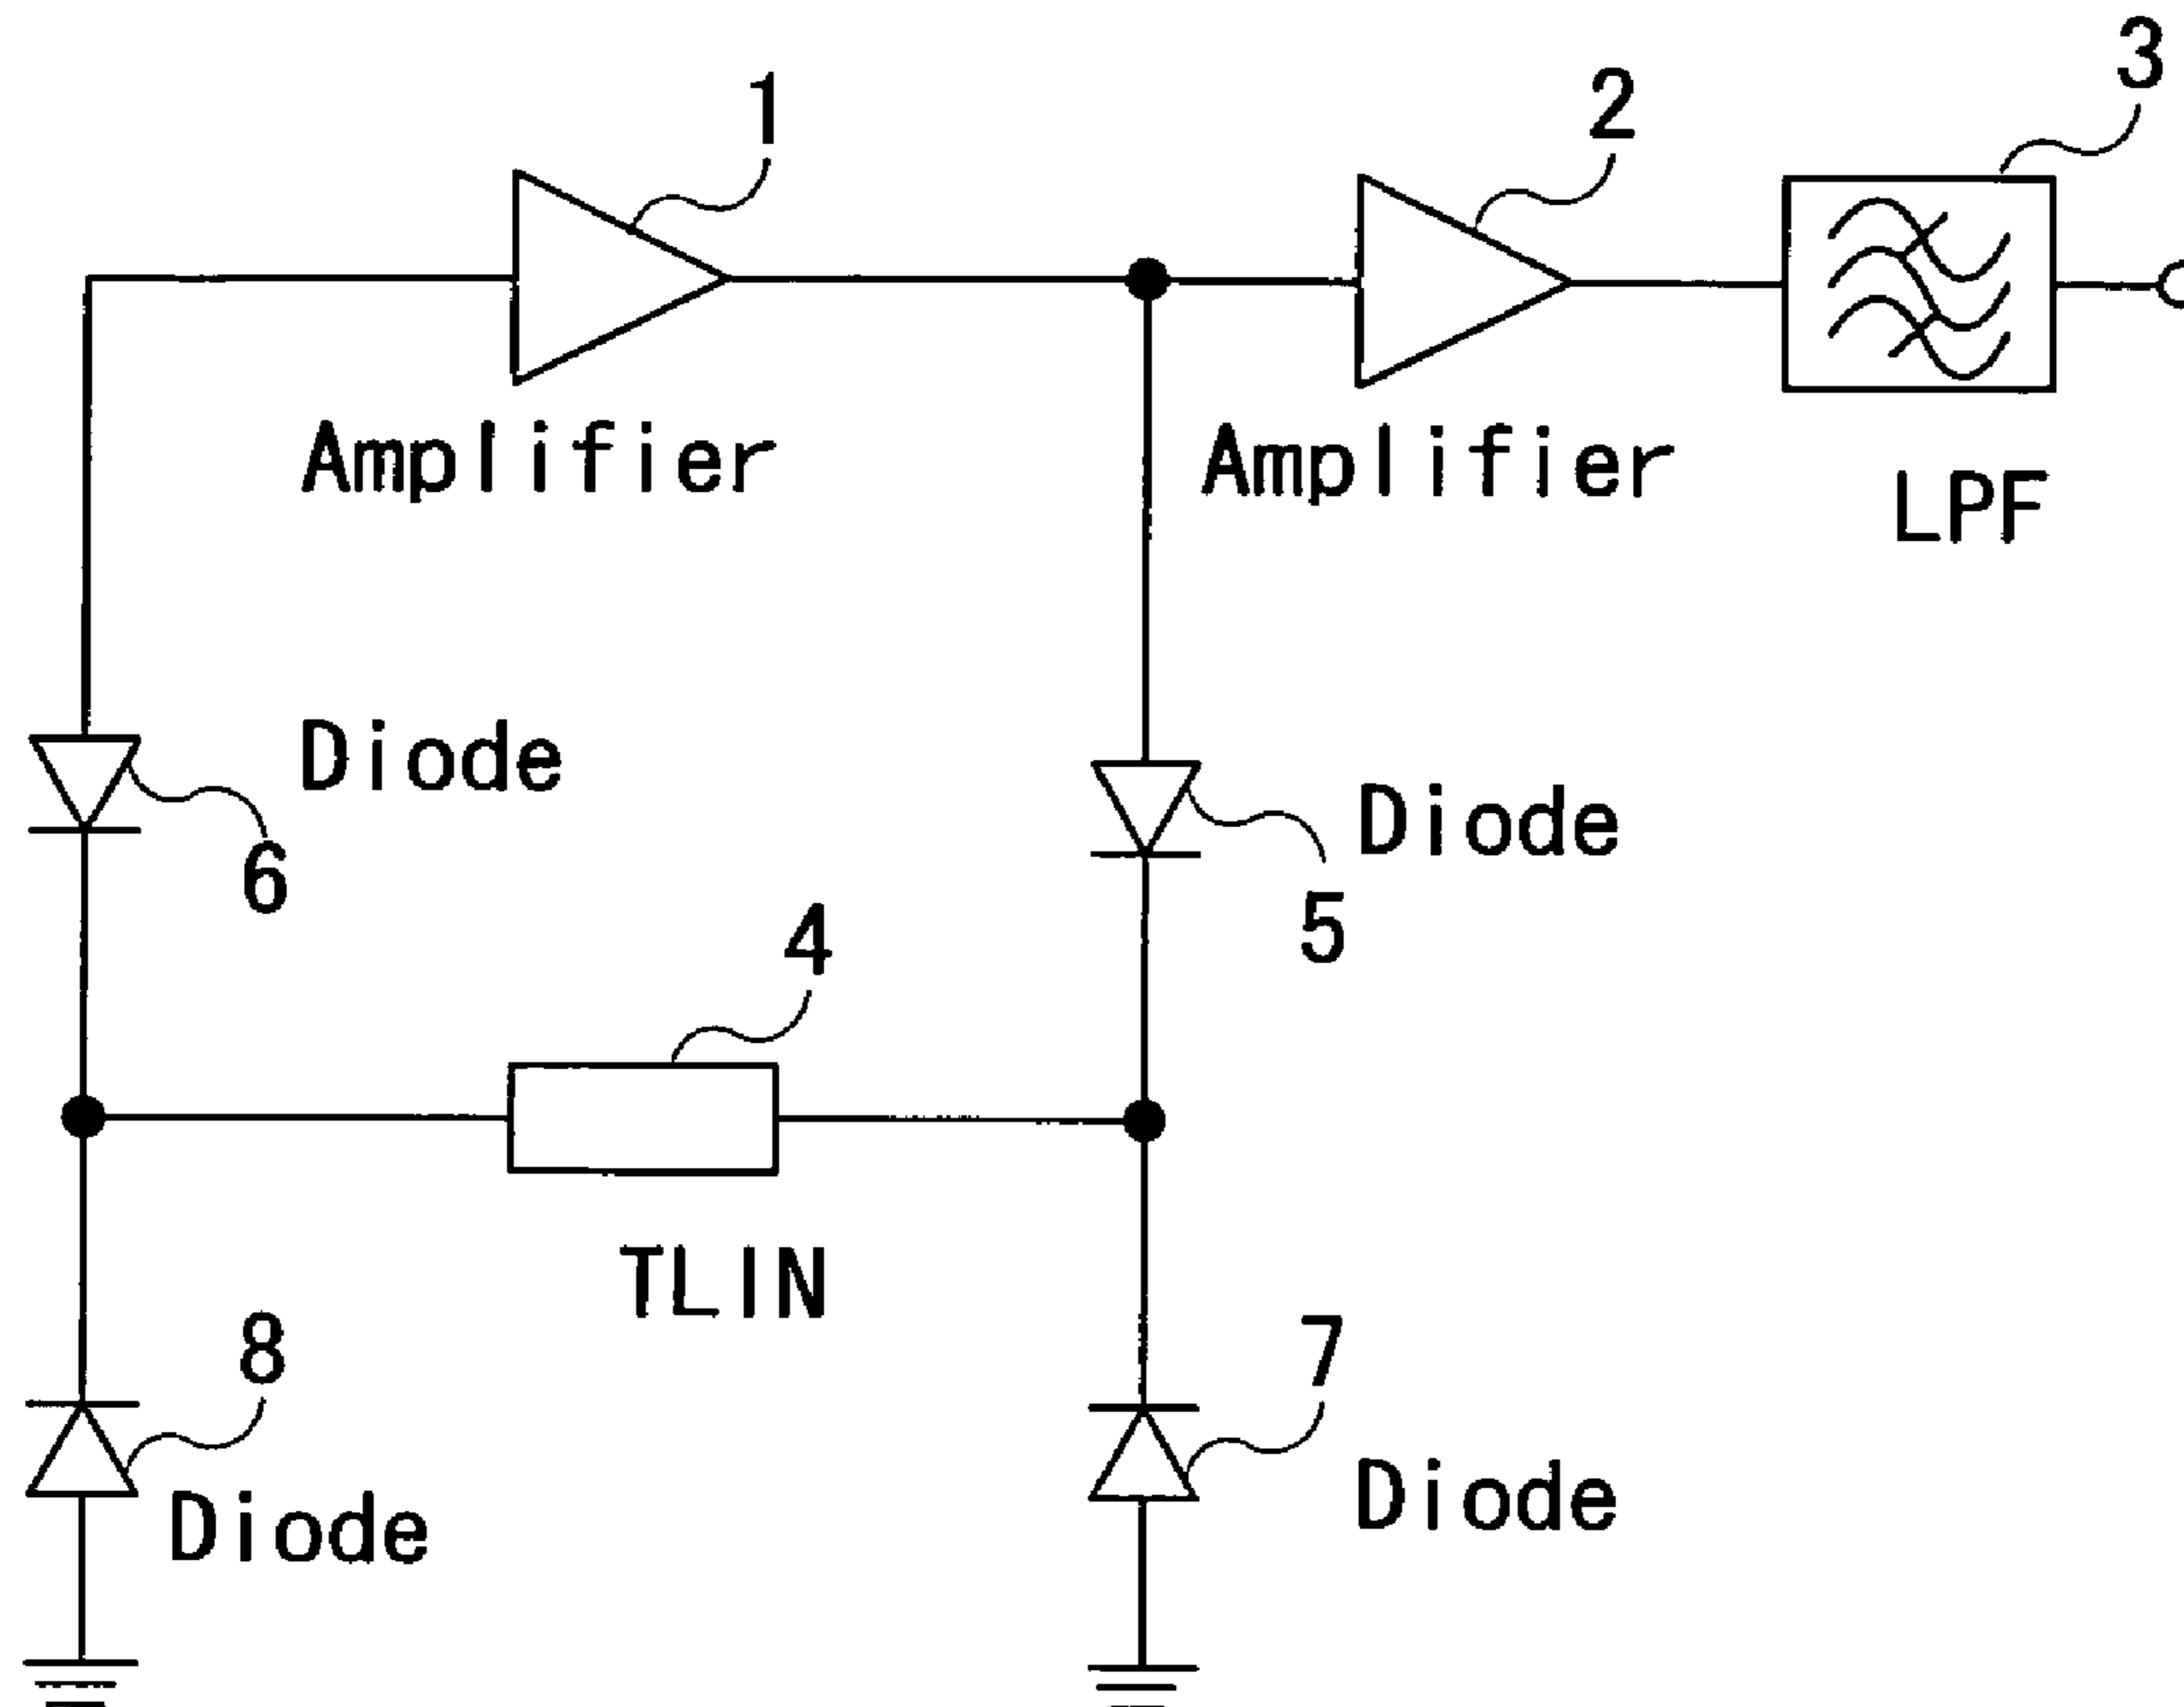 3
1
2
Amplifier
Amplifier
LPF
Diode
Diode
6
5
4
TLIN
8
7
Diode
Diode